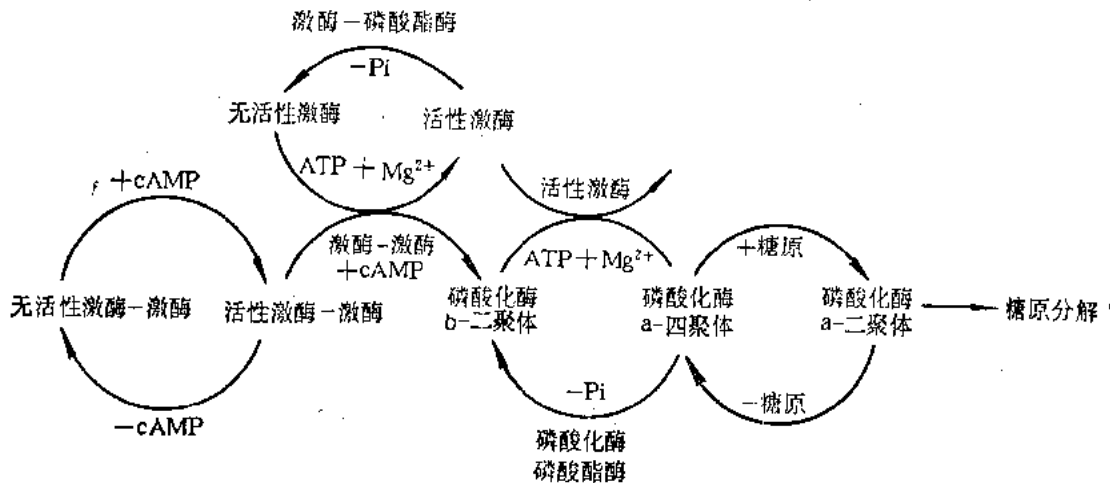 激酶－磷酸酯酶
－Pi
无活性激酶
活性激酶
ATP＋Mg²⁺
＋cAMP
活性激酶
激酶－激酶
＋cAMP
ATP＋Mg²⁺
＋糖原
无活性激酶－激酶
活性激酶－激酶
磷酸化酶
b-二聚体
磷酸化酶
a-四聚体
磷酸化酶
a-二聚体
糖原分解
－cAMP
－Pi
－糖原
磷酸化酶
磷酸酯酶